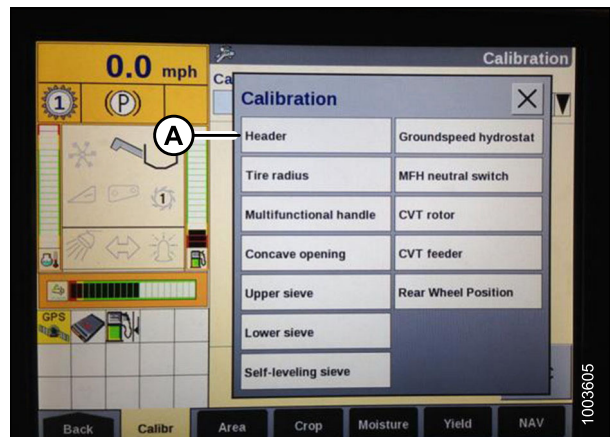 0.0 mph
Calibration
Ca
1
(P)
Calibration
A
Header
Groundspeed hydrostat
Tire radius
MFH neutral switch
1
Multifunctional handle
CVT rotor
Concave opening
CVT feeder
Upper sieve
Rear Wheel Position
GPS
Lower sieve
Self-leveling sieve
Back
Calibr
Area
Crop
Moisture
Yield
NAV
1003605